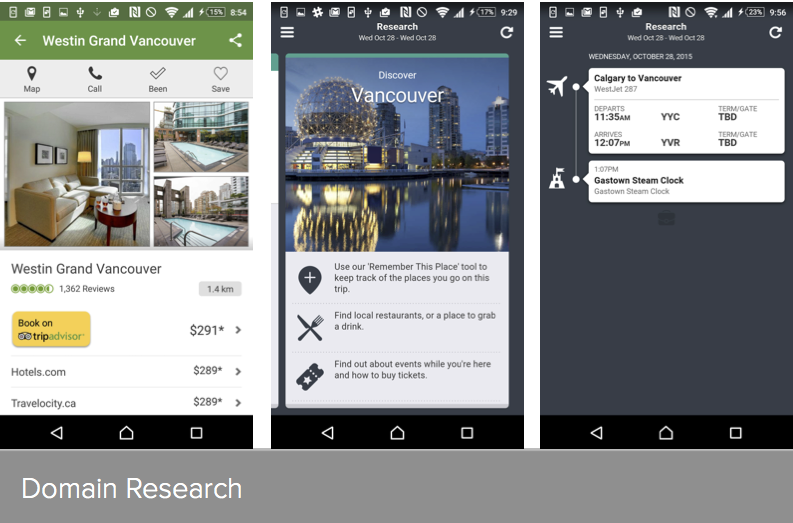 15% 8:54
Westin Grand Vancouver
Map Call Been Save
Westin Grand Vancouver
1,362 Reviews 1.4 km
Book on
tripadvisor
$291*
Hotels.com $289*
Travelocity.ca $289*
17% 9:29
Research
Wed Oct 28 - Wed Oct 28
Discover
Vancouver
Use our 'Remember This Place' tool to
keep track of the places you go on this
trip.
Find local restaurants, or a place to grab
a drink.
Find out about events while you're here
and how to buy tickets.
23% 9:56
Research
Wed Oct 28 - Wed Oct 28
WEDNESDAY, OCTOBER 28, 2015
Calgary to Vancouver
WestJet 287
DEPARTS TERM/GATE
11:35AM YYC TBD
ARRIVES TERM/GATE
12:07PM YVR TBD
1:07PM
Gastown Steam Clock
Gastown Steam Clock
Domain Research